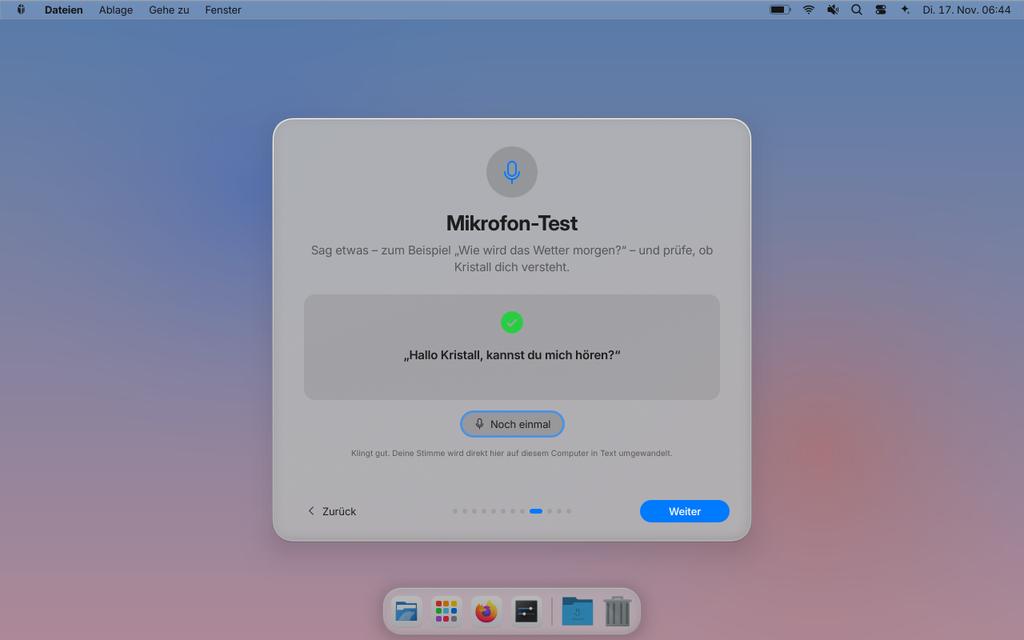 Dateien Ablage Gehe zu Fenster Di. 17. Nov. 06:44
Mikrofon-Test
Sag etwas – zum Beispiel „Wie wird das Wetter morgen?“ – und prüfe, ob
Kristall dich versteht.
„Hallo Kristall, kannst du mich hören?“
Noch einmal
Klingt gut. Deine Stimme wird direkt hier auf diesem Computer in Text umgewandelt.
Zurück
Weiter